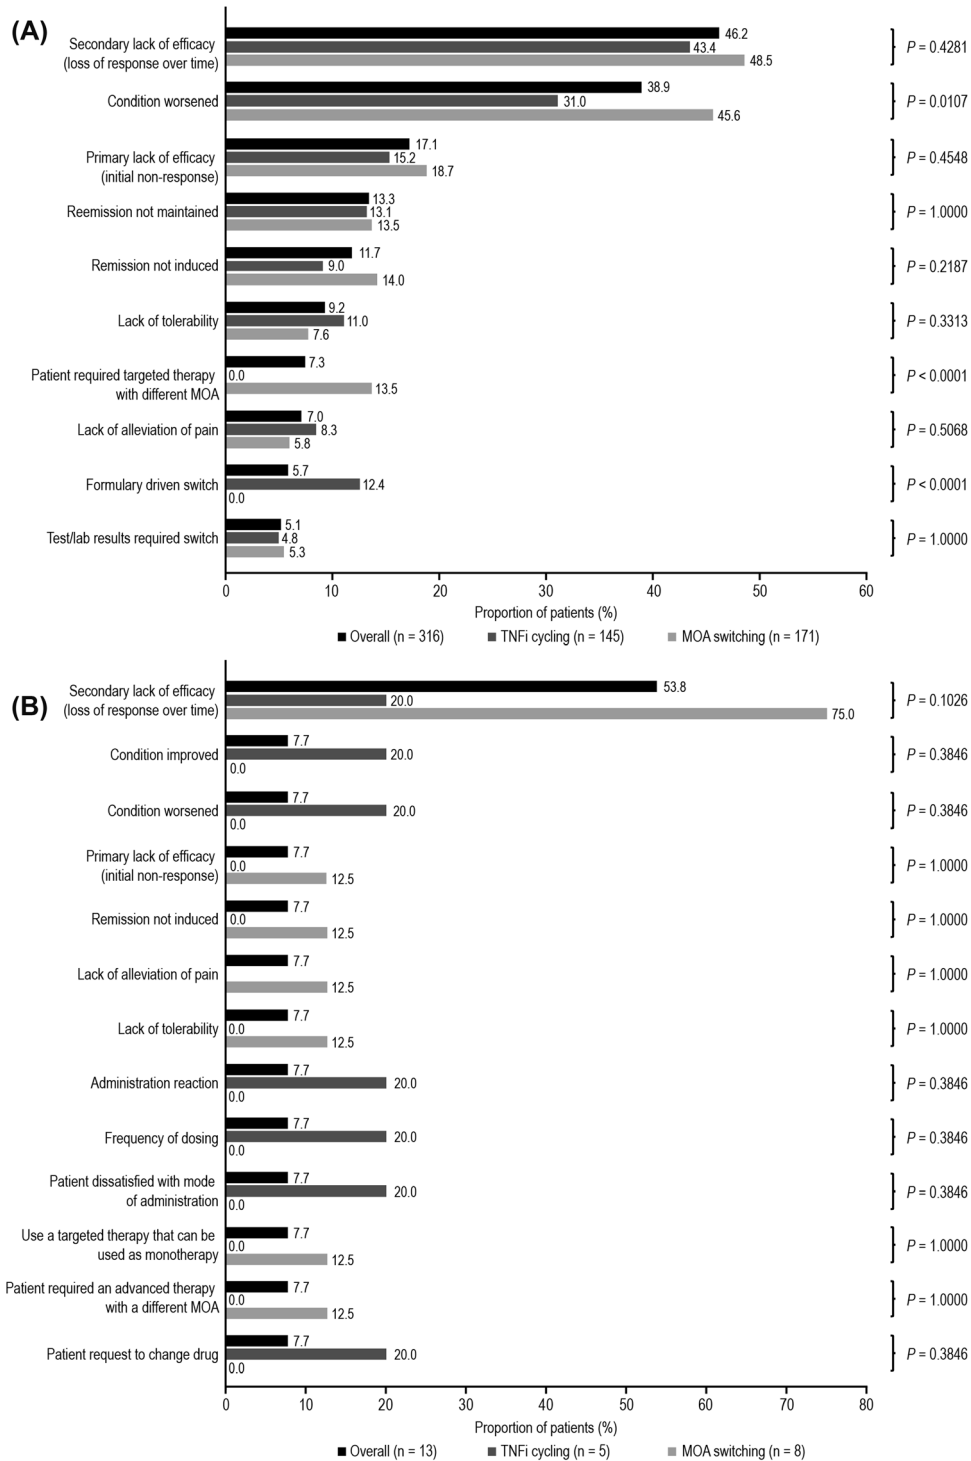 (A)
Secondary lack of efficacy
(loss of response over time)
46.2
43.4
48.5
P = 0.4281
Condition worsened
38.9
31.0
45.6
P = 0.0107
Primary lack of efficacy
(initial non-response)
17.1
15.2
18.7
P = 0.4548
Reemission not maintained
13.3
13.1
13.5
P = 1.0000
Remission not induced
11.7
9.0
14.0
P = 0.2187
Lack of tolerability
9.2
11.0
7.6
P = 0.3313
Patient required targeted therapy
with different MOA
7.3
0.0
13.5
P < 0.0001
Lack of alleviation of pain
7.0
8.3
5.8
P = 0.5068
Formulary driven switch
5.7
12.4
0.0
P < 0.0001
Test/lab results required switch
5.1
4.8
5.3
P = 1.0000
0 10 20 30 40 50 60
Proportion of patients (%)
Overall (n = 316) TNFi cycling (n = 145) MOA switching (n = 171)
(B)
Secondary lack of efficacy
(loss of response over time)
53.8
20.0
75.0
P = 0.1026
Condition improved
7.7
20.0
0.0
P = 0.3846
Condition worsened
7.7
20.0
0.0
P = 0.3846
Primary lack of efficacy
(initial non-response)
7.7
0.0
12.5
P = 1.0000
Remission not induced
7.7
0.0
12.5
P = 1.0000
Lack of alleviation of pain
7.7
12.5
P = 1.0000
Lack of tolerability
7.7
0.0
12.5
P = 1.0000
Administration reaction
7.7
20.0
0.0
P = 0.3846
Frequency of dosing
7.7
20.0
0.0
P = 0.3846
Patient dissatisfied with mode
of administration
7.7
20.0
0.0
P = 0.3846
Use a targeted therapy that can be
used as monotherapy
7.7
0.0
12.5
P = 1.0000
Patient required an advanced therapy
with a different MOA
7.7
0.0
12.5
P = 1.0000
Patient request to change drug
7.7
20.0
0.0
P = 0.3846
0 10 20 30 40 50 60 70 80
Proportion of patients (%)
Overall (n = 13) TNFi cycling (n = 5) MOA switching (n = 8)